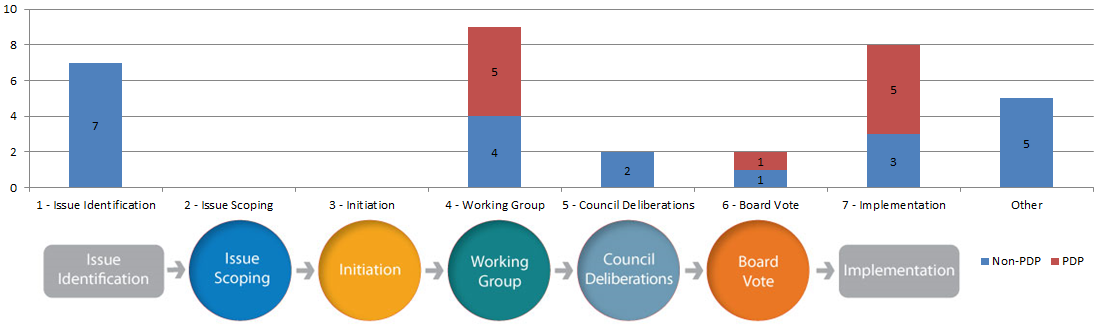 10
8
6
4
2
0
7
5
4
2
1
1
5
3
5
1 - Issue Identification
2 - Issue Scoping
3 - Initiation
4 - Working Group
5 - Council Deliberations
6 - Board Vote
7 - Implementation
Other
Issue
Identification
Issue
Scoping
Initiation
Working
Group
Council
Deliberations
Board
Vote
Implementation
Non-PDP
PDP